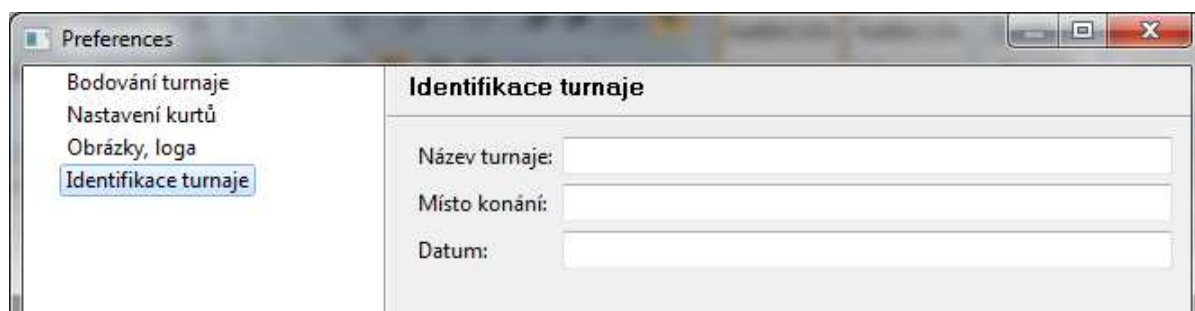 Preferences
Bodování turnaje
Nastavení kurtů
Obrázky, loga
Identifikace turnaje
Identifikace turnaje
Název turnaje:
Místo konání:
Datum: